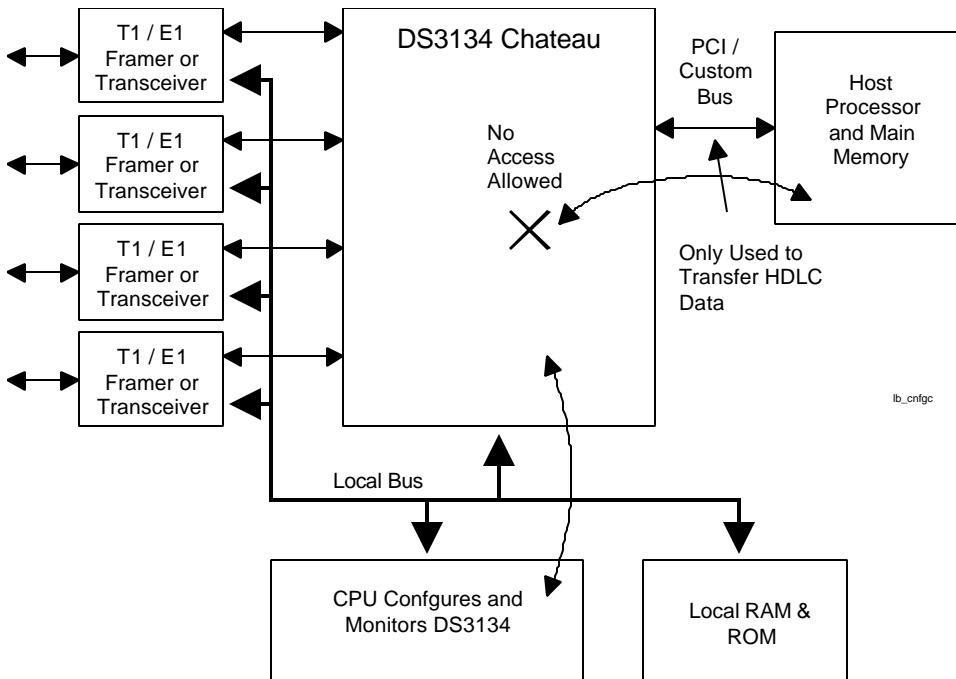 T1 / E1
Framer or
Transceiver
T1 / E1
Framer or
Transceiver
T1 / E1
Framer or
Transceiver
T1 / E1
Framer or
Transceiver
DS3134 Chateau
No
Access
Allowed
PCI /
Custom
Bus
Host
Processor
and Main
Memory
Only Used to
Transfer HDLC
Data
lb_cnfgc
Local Bus
CPU Confgures and
Monitors DS3134
Local RAM &
ROM